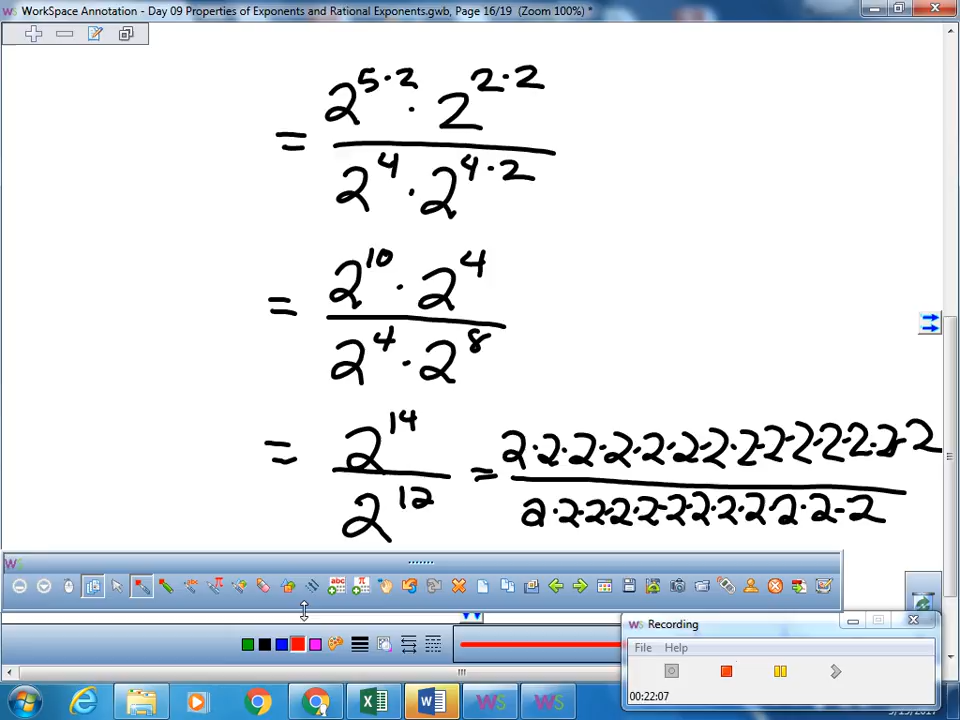 WorkSpace Annotation - Day 09 Properties of Exponents and Rational Exponents.gwb, Page 16/19 (Zoom 100%) *
= 2^(5·2) · 2^(2·2) / 2^4 · 2^(4·2)
= 2^10 · 2^4 / 2^4 · 2^8
= 2^14 / 2^12 = 2·2·2·2·2·2·2·2·2·2·2·2·2·2 / 2·2·2·2·2·2·2·2·2·2·2·2
Recording
File Help
00:22:07